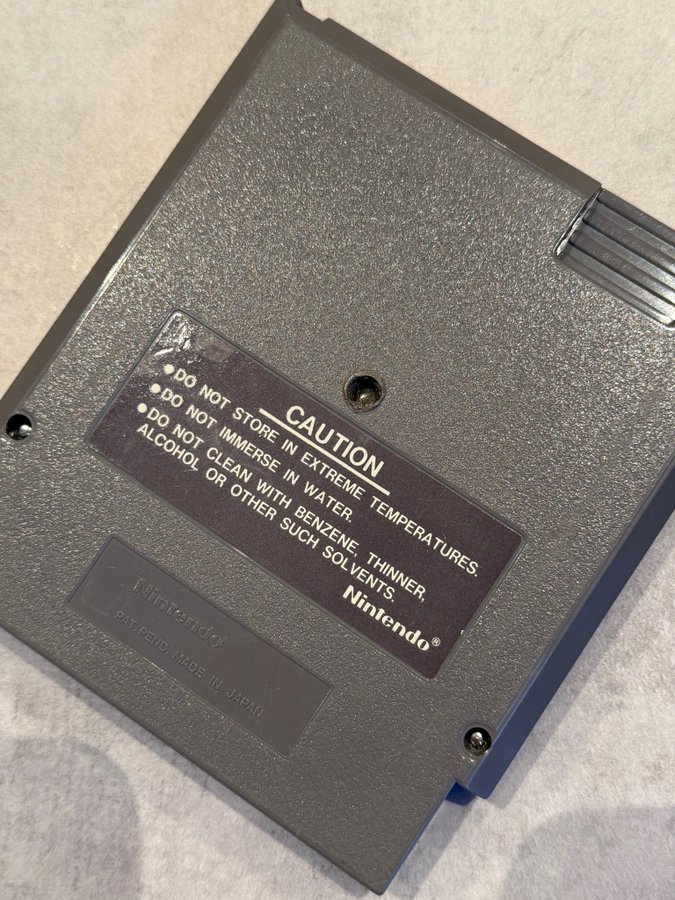 CAUTION
●DO NOT STORE IN EXTREME TEMPERATURES.
●DO NOT IMMERSE IN WATER.
●DO NOT CLEAN WITH BENZENE, THINNER,
ALCOHOL OR OTHER SUCH SOLVENTS.
Nintendo®
Nintendo
PAT. PEND. MADE IN JAPAN